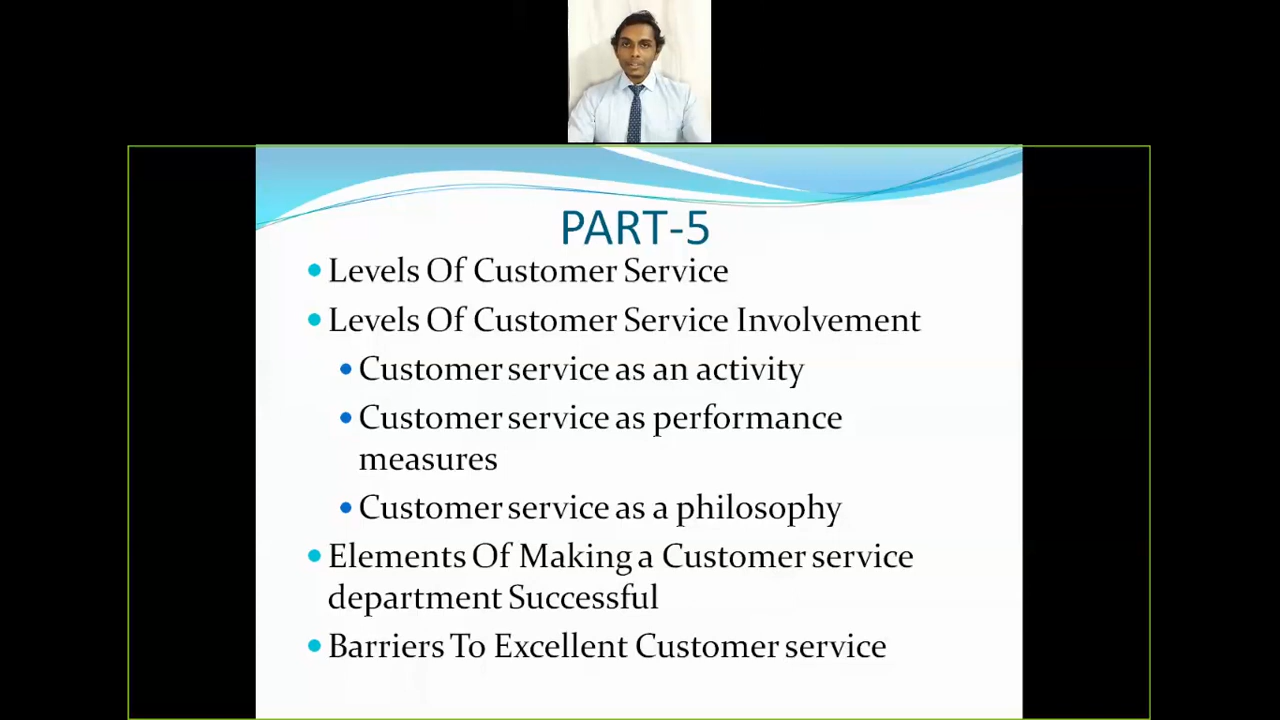 PART-5
Levels Of Customer Service
Levels Of Customer Service Involvement
Customer service as an activity
Customer service as performance
measures
Customer service as a philosophy
Elements Of Making a Customer service
department Successful
Barriers To Excellent Customer service